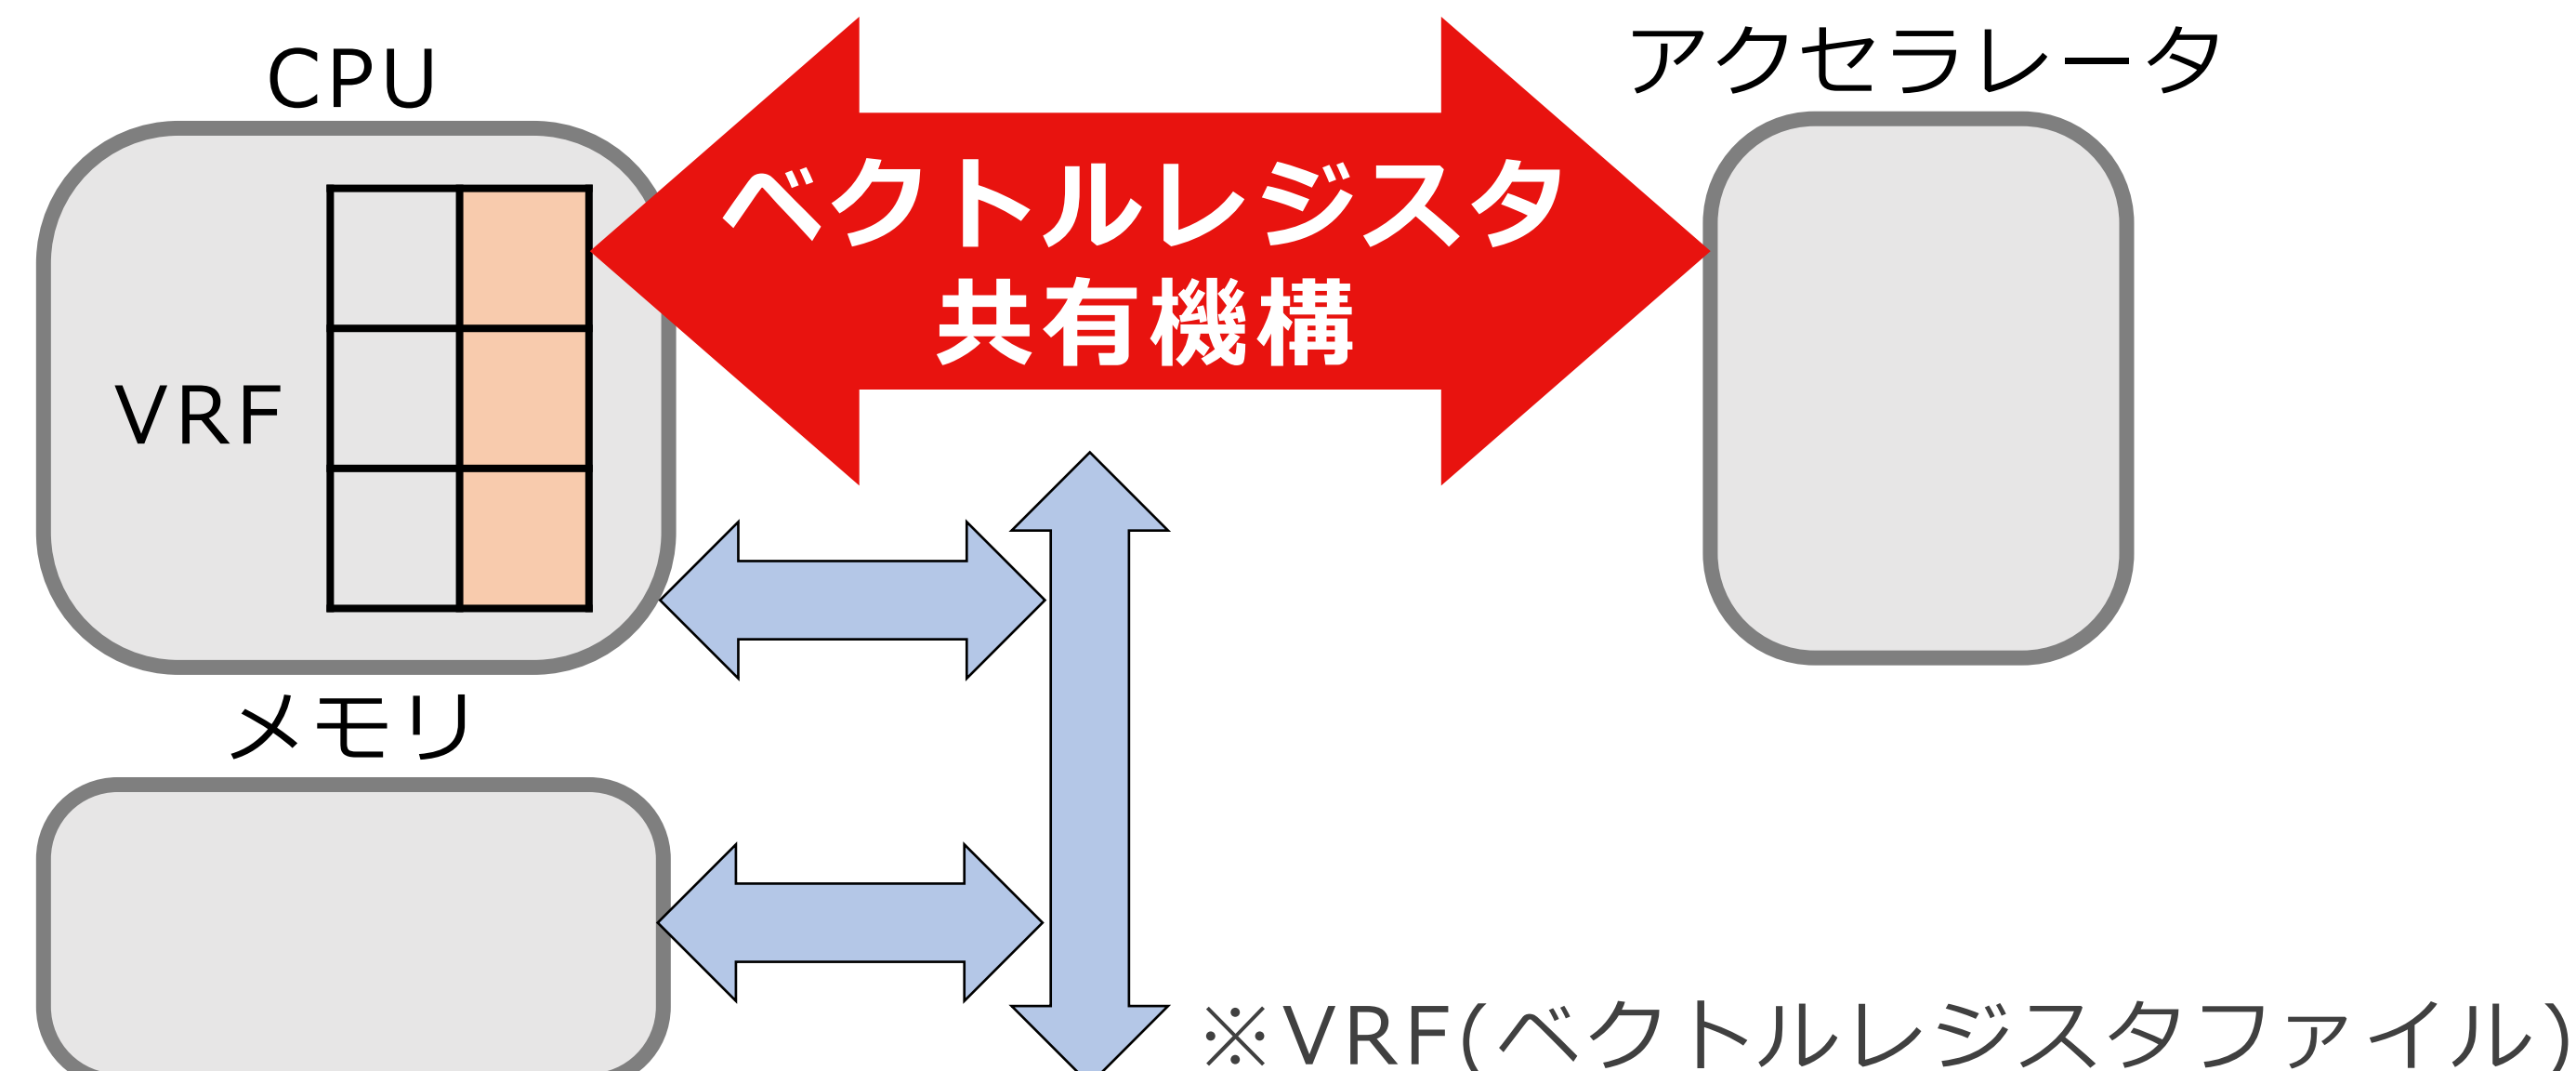 CPU
アクセラレータ
ベクトルレジスタ
共有機構
VRF
メモリ
※VRF(ベクトルレジスタファイル)